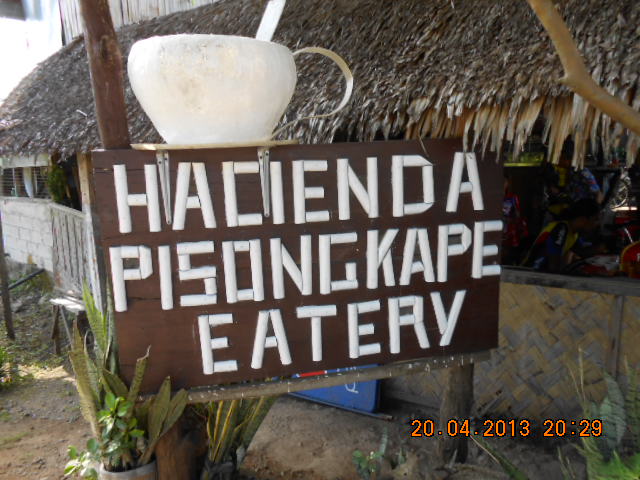 HACIENDA
PISONGKAPE
EATERY
20.04.2013 20:29